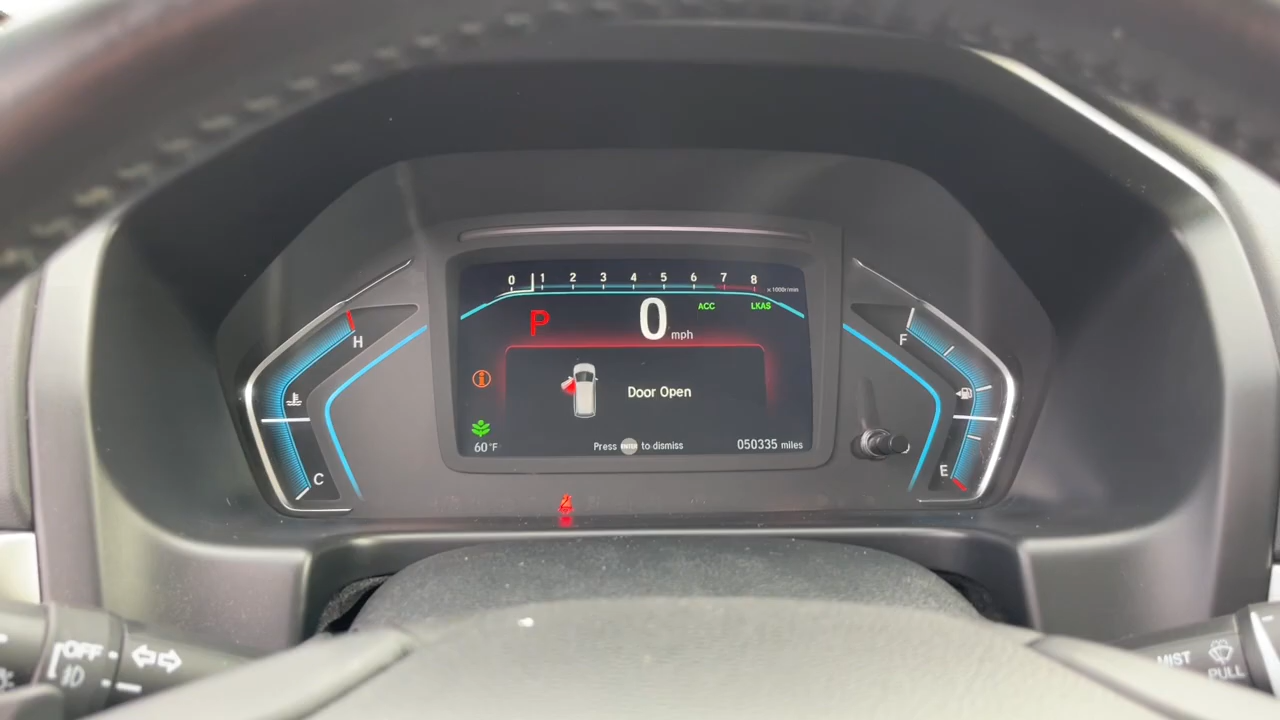 0 1 2 3 4 5 6 7 8 x1000r/min
ACC LKAS
P 0 mph
H F
Door Open
60°F Press ENTER to dismiss 050335 miles
C E
OFF
MIST
PULL